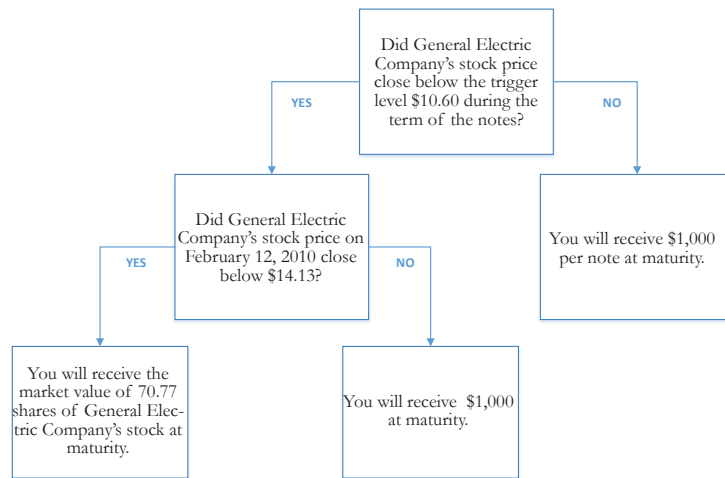 Did General Electric
Company's stock price
close below the trigger
level $10.60 during the
term of the notes?
YES
NO
Did General Electric
Company's stock price on
February 12, 2010 close
below $14.13?
You will receive $1,000
per note at maturity.
YES
NO
You will receive the
market value of 70.77
shares of General Elec-
tric Company's stock at
maturity.
You will receive $1,000
at maturity.